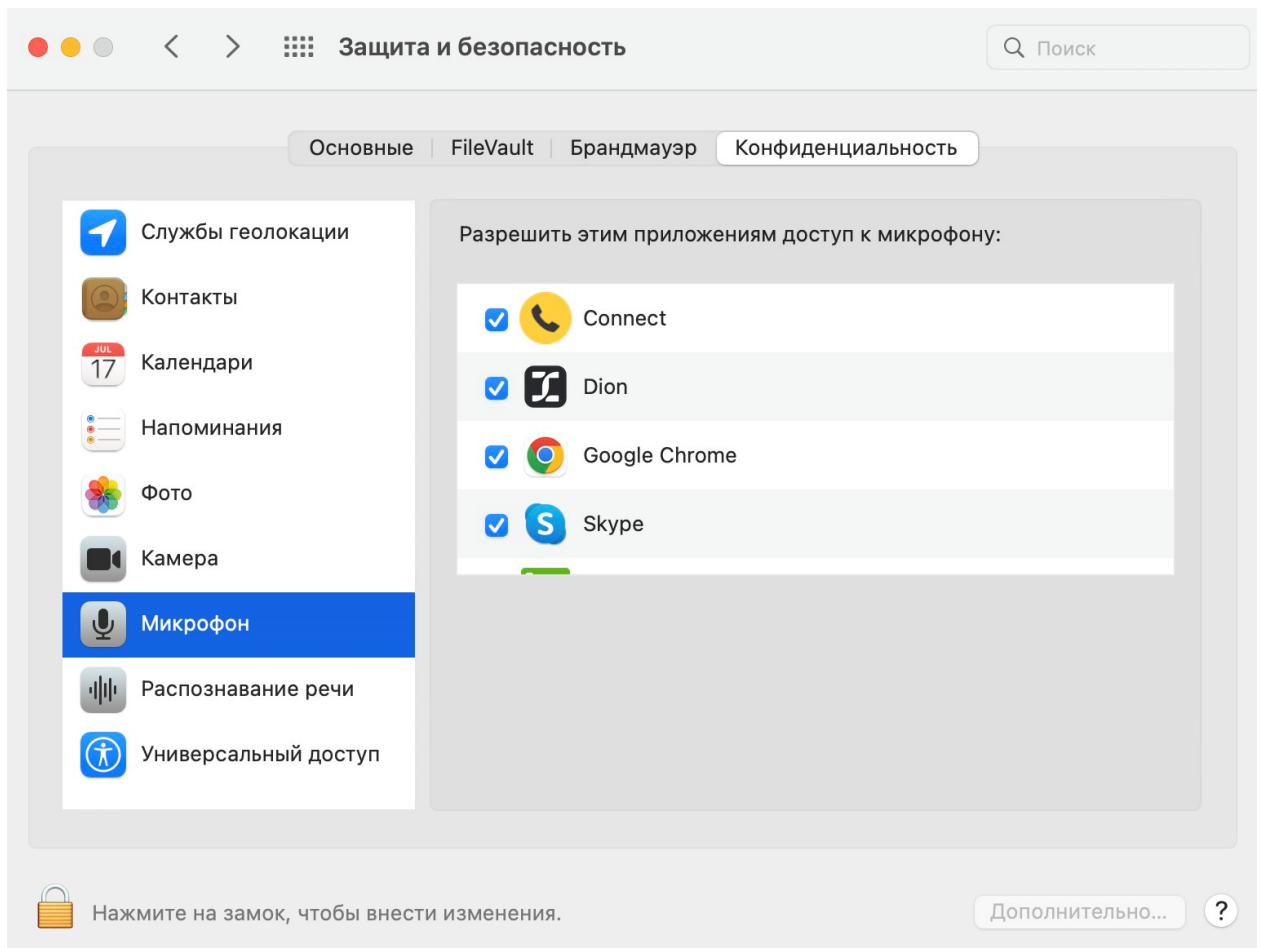 Защита и безопасность
Поиск
Основные
FileVault
Брандмауэр
Конфиденциальность
Службы геолокации
Контакты
JUL
17
Календари
Напоминания
Фото
Камера
Микрофон
Распознавание речи
Универсальный доступ
Разрешить этим приложениям доступ к микрофону:
Connect
Dion
Google Chrome
S
Skype
Нажмите на замок, чтобы внести изменения.
Дополнительно...
?